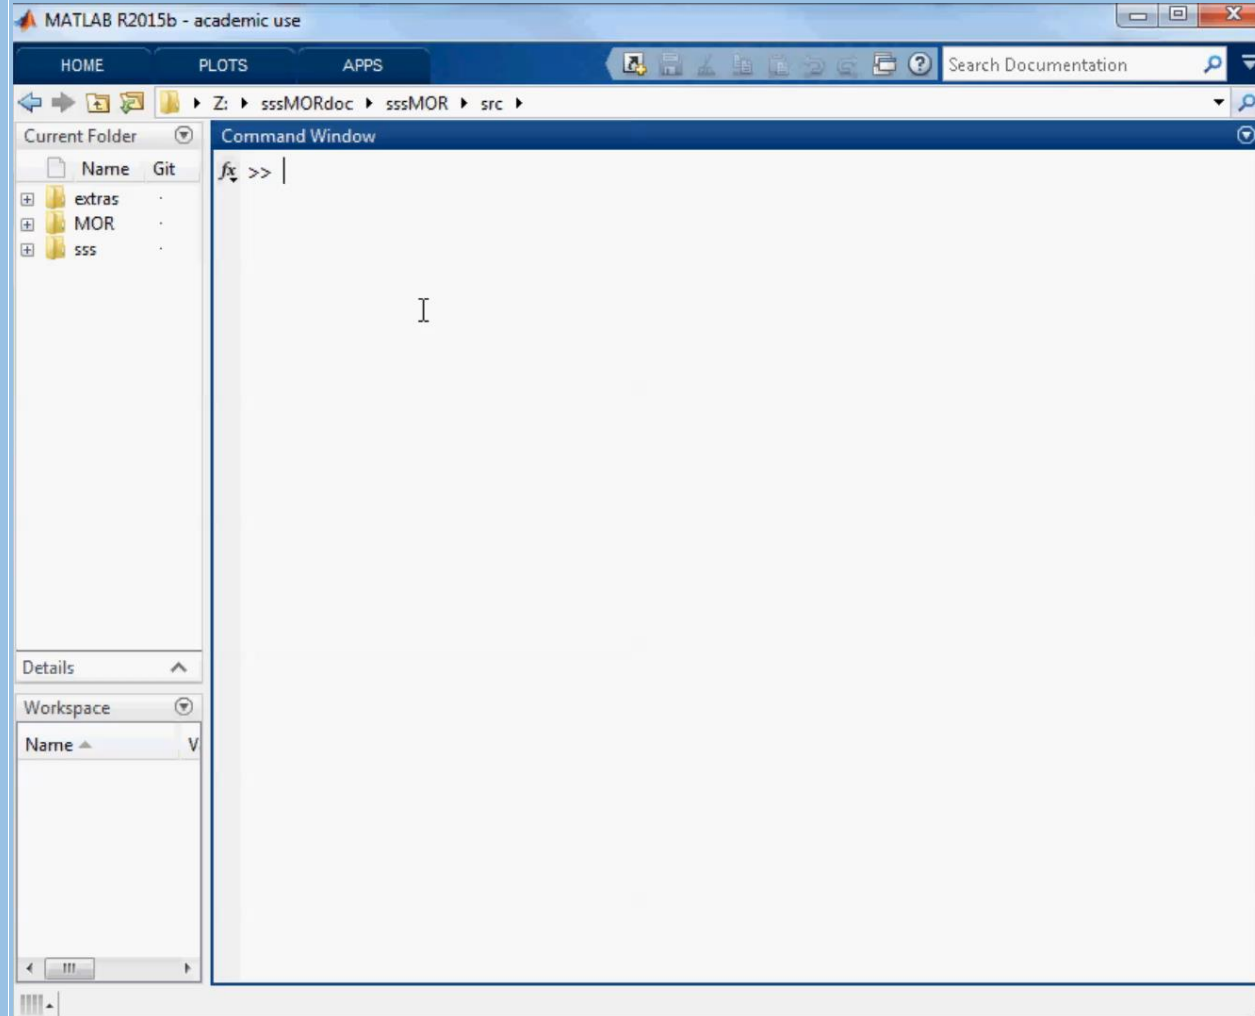 MATLAB R2015b - academic use
HOME PLOTS APPS Search Documentation
Z: sssMORdoc sssMOR src
Current Folder
Name Git
extras
MOR
sss
Details
Workspace
Name V
Command Window
fx >>